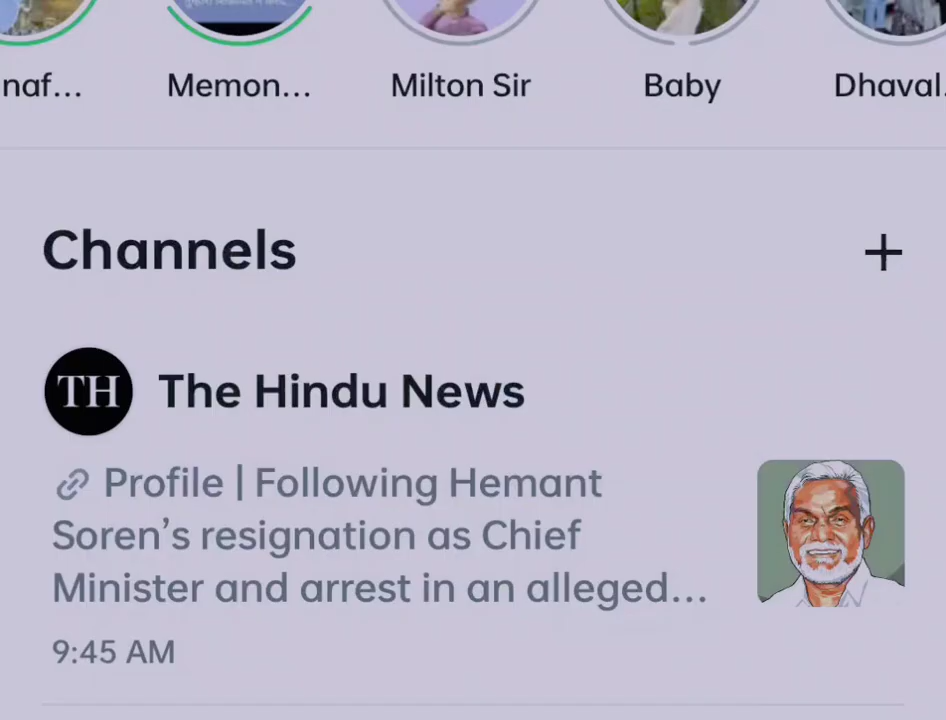 naf...
Memon...
Milton Sir
Baby
Dhaval.
Channels
+
TH
The Hindu News
Profile | Following Hemant
Soren’s resignation as Chief
Minister and arrest in an alleged...
9:45 AM